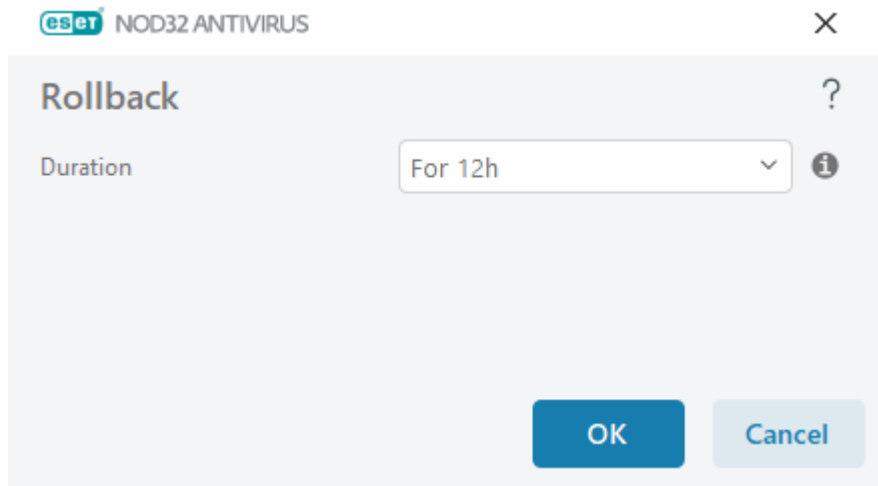 eset NOD32 ANTIVIRUS
Rollback
Duration For 12h
OK Cancel